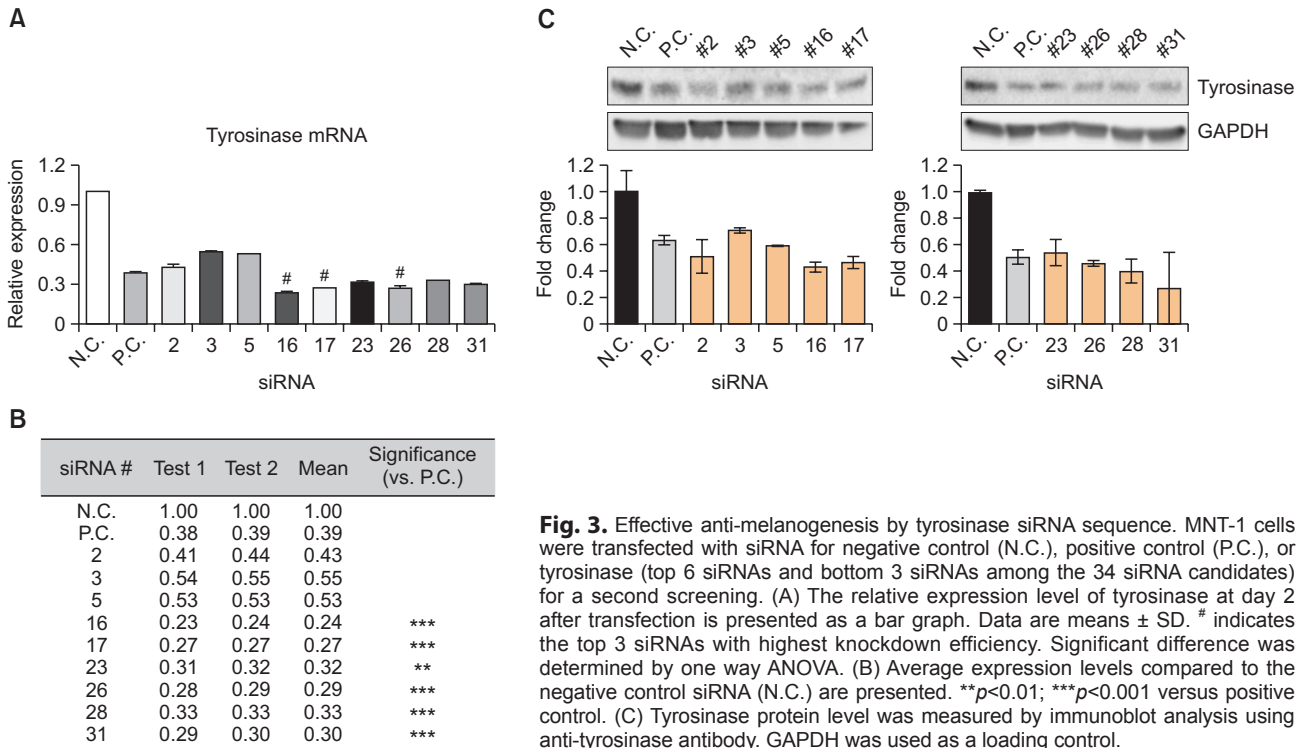 A
Tyrosinase mRNA
Relative expression
1.2
0.9
0.6
0.3
0
# # #
N.C. P.C. 2 3 5 16 17 23 26 28 31
siRNA
B
siRNA # Test 1 Test 2 Mean Significance (vs. P.C.)
N.C. 1.00 1.00 1.00
P.C. 0.38 0.39 0.39
2 0.41 0.44 0.43
3 0.54 0.55 0.55
5 0.53 0.53 0.53
16 0.23 0.24 0.24 ***
17 0.27 0.27 0.27 ***
23 0.31 0.32 0.32 **
26 0.28 0.29 0.29 ***
28 0.33 0.33 0.33 ***
31 0.29 0.30 0.30 ***
C
N.C. P.C. #2 #3 #5 #16 #17
N.C. P.C. #23 #26 #28 #31
Tyrosinase
GAPDH
Fold change
1.2
1.0
0.8
0.6
0.4
0.2
0
N.C. P.C. 2 3 5 16 17
siRNA
Fold change
1.2
1.0
0.8
0.6
0.4
0.2
0
N.C. P.C. 23 26 28 31
siRNA
Fig. 3. Effective anti-melanogenesis by tyrosinase siRNA sequence. MNT-1 cells
were transfected with siRNA for negative control (N.C.), positive control (P.C.), or
tyrosinase (top 6 siRNAs and bottom 3 siRNAs among the 34 siRNA candidates)
for a second screening. (A) The relative expression level of tyrosinase at day 2
after transfection is presented as a bar graph. Data are means ± SD. # indicates
the top 3 siRNAs with highest knockdown efficiency. Significant difference was
determined by one way ANOVA. (B) Average expression levels compared to the
negative control siRNA (N.C.) are presented. **p<0.01; ***p<0.001 versus positive
control. (C) Tyrosinase protein level was measured by immunoblot analysis using
anti-tyrosinase antibody. GAPDH was used as a loading control.